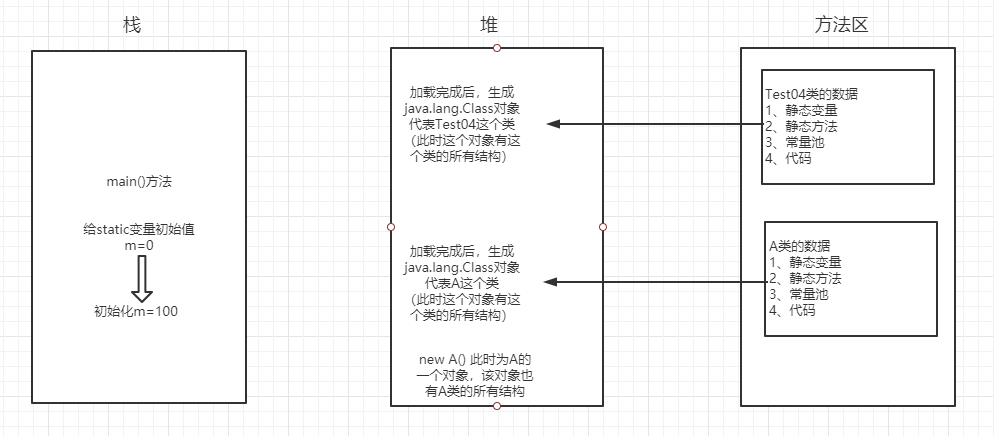 栈
main()方法
给static变量初始值
m=0
初始化m=100
堆
加载完成后，生成
java.lang.Class对象
代表Test04这个类
（此时这个对象有这
个类的所有结构）
加载完成后，生成
java.lang.Class对象
代表A这个类
（此时这个对象有这
个类的所有结构）
new A() 此时为A的
一个对象，该对象也
有A类的所有结构
方法区
Test04类的数据
1、静态变量
2、静态方法
3、常量池
4、代码
A类的数据
1、静态变量
2、静态方法
3、常量池
4、代码